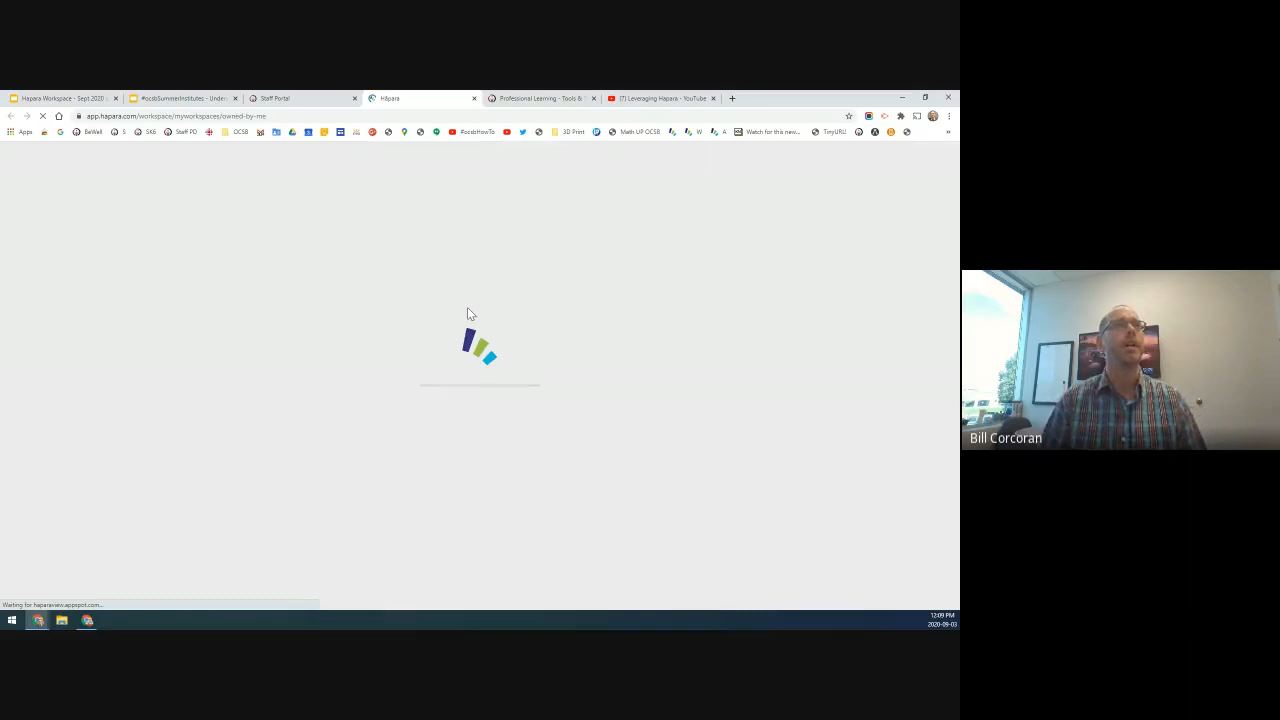 Hapara Workspace - Sept 2020
#ocsbSummerInstitutes - Unders
Staff Portal
Hāpara
Professional Learning - Tools &
(7) Leveraging Hapara - YouTube
app.hapara.com/workspace/myworkspaces/owned-by-me
Apps
BeWell
S
SK6
Staff PD
OCSB
#ocsbHowTo
3D Print
Math UP OCSB
W
A
Watch for this new...
TinyURL!
Bill Corcoran
Waiting for haparaview.appspot.com...
12:09 PM
2020-09-03